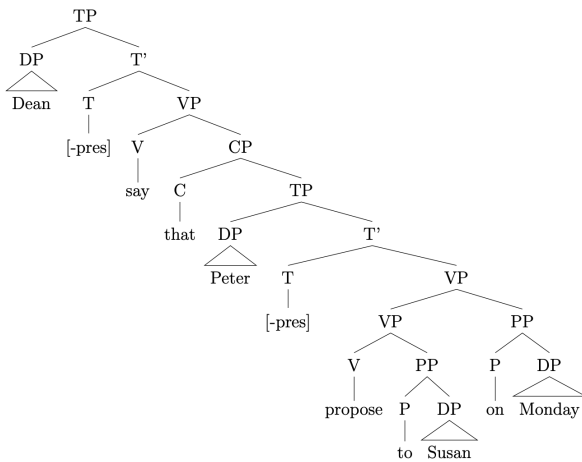 TP
DP T'
Dean T VP
[-pres] V CP
say C TP
that DP T'
Peter T VP
[-pres] VP PP
V PP P DP
propose P DP on Monday
to Susan